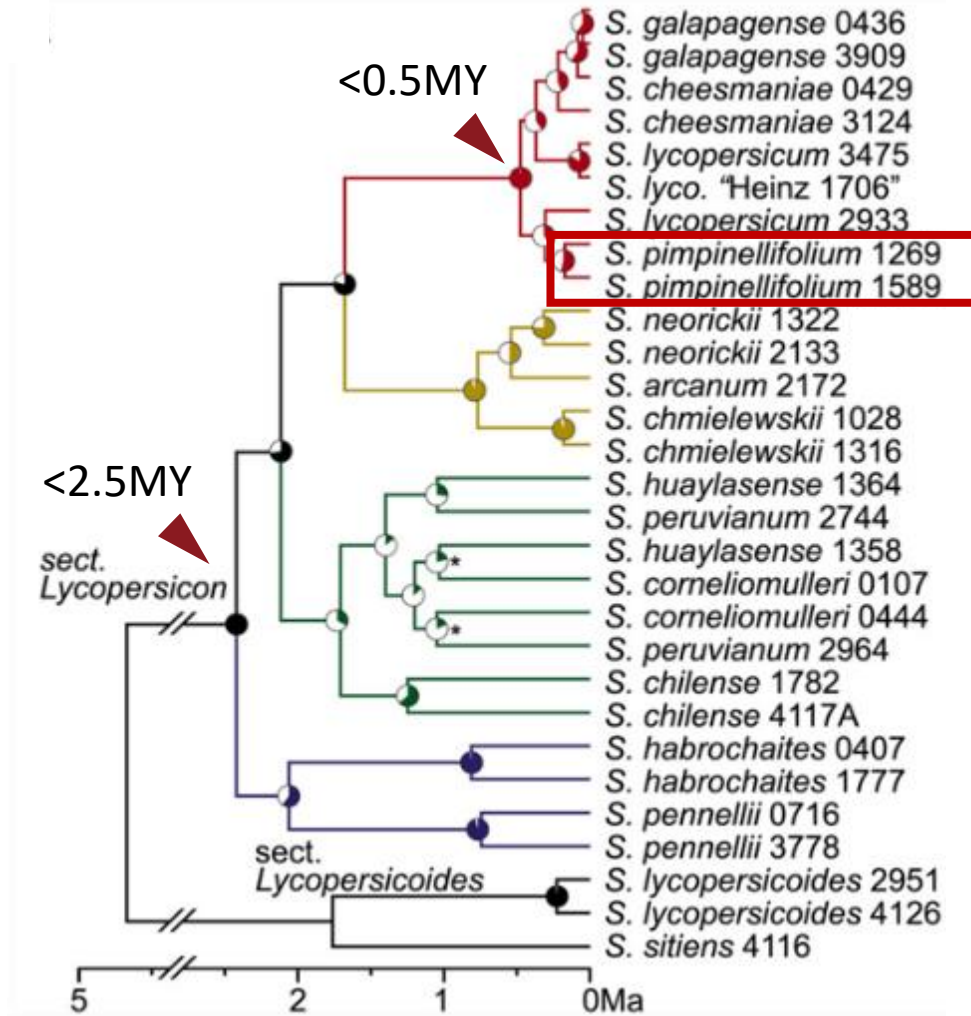 S. galapagense 0436
S. galapagense 3909
<0.5MY
S. cheesmaniae 0429
S. cheesmaniae 3124
S. lycopersicum 3475
S. lyco. “Heinz 1706”
S. lycopersicum 2933
S. pimpinellifolium 1269
S. pimpinellifolium 1589
S. neorickii 1322
S. neorickii 2133
S. arcanum 2172
S. chmielewskii 1028
S. chmielewskii 1316
<2.5MY
S. huaylasense 1364
S. peruvianum 2744
sect.
Lycopersicon
S. huaylasense 1358
*
S. corneliomulleri 0107
S. corneliomulleri 0444
*
S. peruvianum 2964
S. chilense 1782
S. chilense 4117A
S. habrochaites 0407
S. habrochaites 1777
S. pennellii 0716
S. pennellii 3778
sect.
Lycopersicoides
S. lycopersicoides 2951
S. lycopersicoides 4126
S. sitiens 4116
5 2 1 0Ma